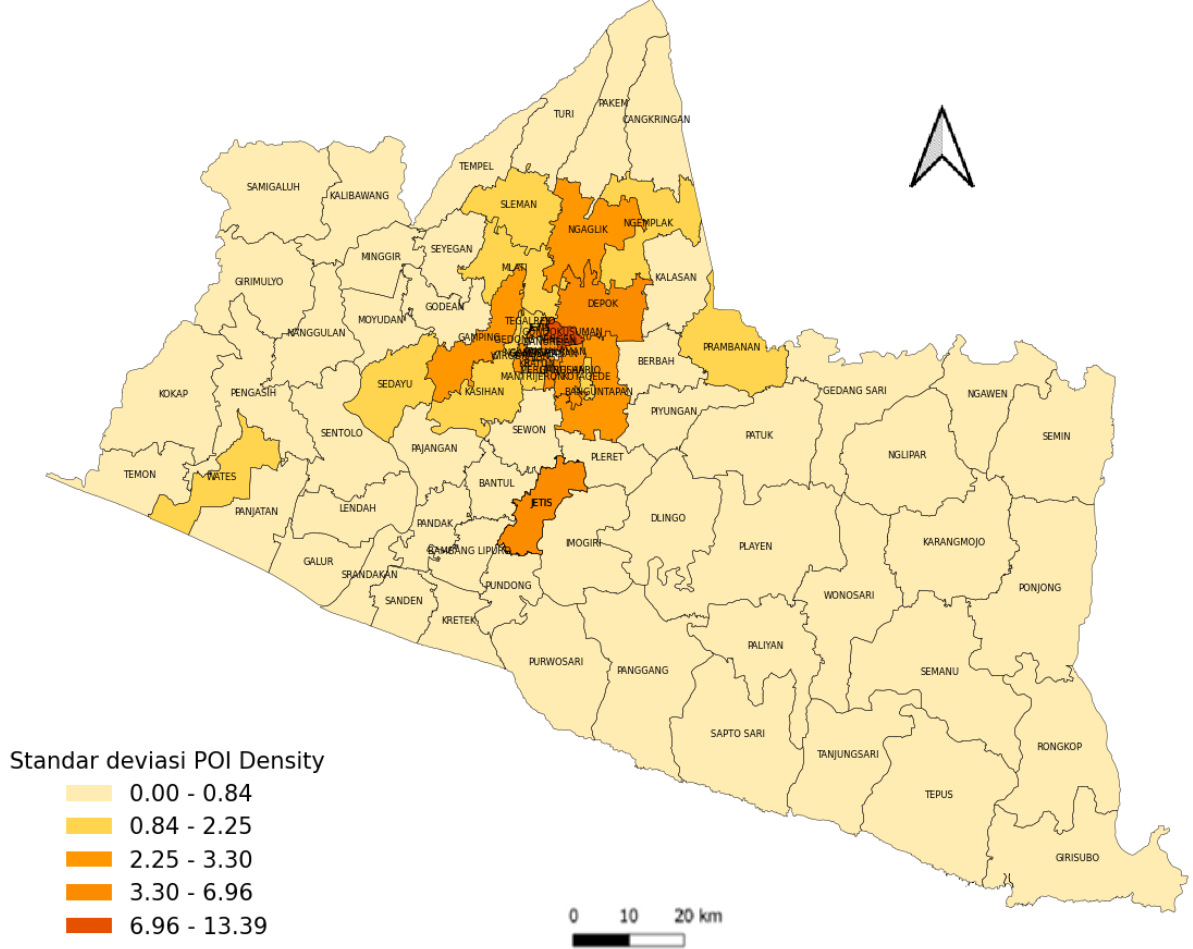 TURI
PAKEM
CANGKRINGAN
TEMPEL
SAMIGALUH
KALIBAWANG
SLEMAN
NGAGLIK
NGEMPLAK
SEYEGAN
MINGGIR
MLATI
KALASAN
GIRIMULYO
GODEAN
DEPOK
MOYUDAN
TEGALREJO
JETIS
NANGGULAN
GAMPING
GONDOKUSUMAN
PRAMBANAN
BERBAH
SEDAYU
KASIHAN
KRATON
MANTRIJERON
KOTAGEDE
BANGUNTAPAN
KOKAP
PENGASIH
GEDANG SARI
NGAWEN
PIYUNGAN
SENTOLO
SEWON
PATUK
SEMIN
PAJANGAN
PLERET
NGLIPAR
TEMON
WATES
BANTUL
PANJATAN
LENDAH
JETIS
DLINGO
PANDAK
BAMBANG LIPURO
IMOGIRI
PLAYEN
KARANGMOJO
GALUR
SRANDAKAN
PUNDONG
PONJONG
SANDEN
WONOSARI
KRETEK
PALIYAN
PURWOSARI
PANGGANG
SEMANU
SAPTO SARI
TANJUNGSARI
RONGKOP
TEPUS
GIRISUBO
Standar deviasi POI Density
0.00 - 0.84
0.84 - 2.25
2.25 - 3.30
3.30 - 6.96
6.96 - 13.39
0 10 20 km